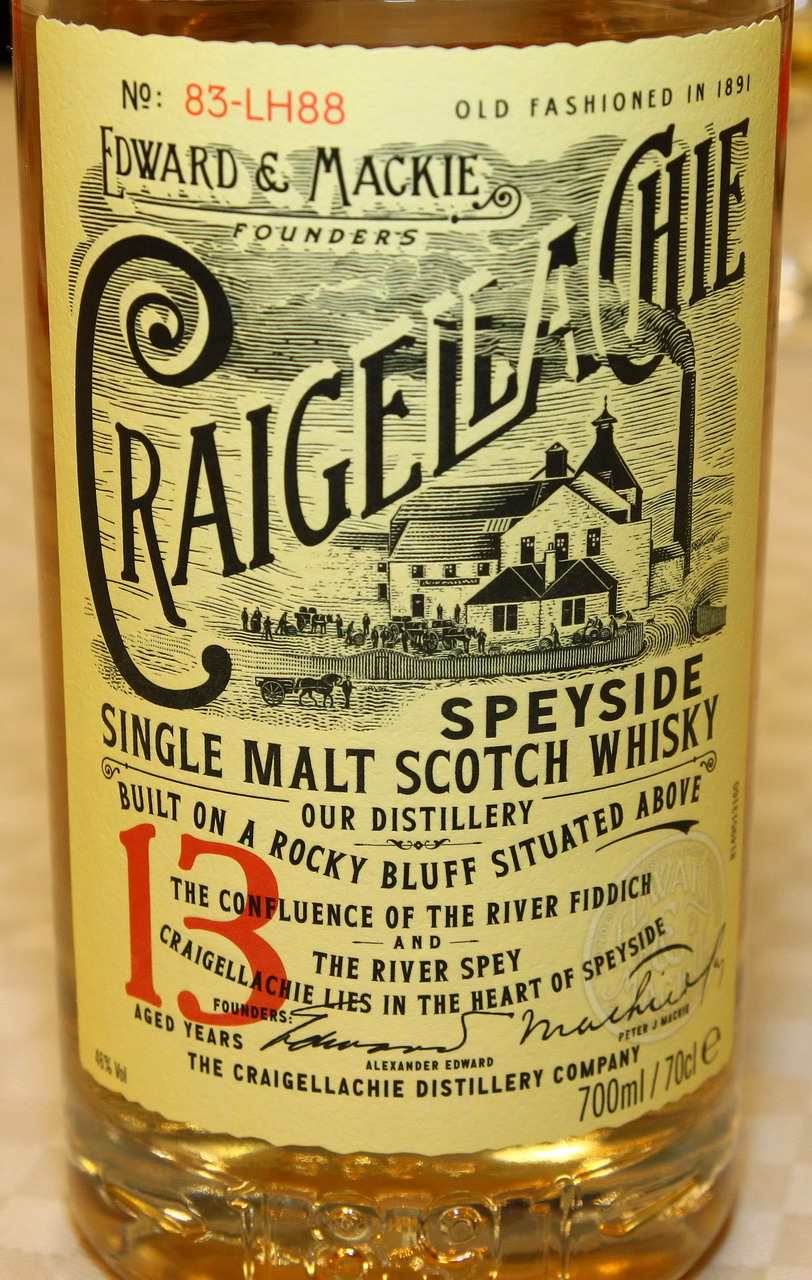 Nº: 83-LH88
OLD FASHIONED IN 1891
EDWARD & MACKIE
FOUNDERS
CRAIGELLACHIE
SPEYSIDE
SINGLE MALT SCOTCH WHISKY
OUR DISTILLERY
BUILT ON A ROCKY BLUFF SITUATED ABOVE
THE CONFLUENCE OF THE RIVER FIDDICH
AND
THE RIVER SPEY
CRAIGELLACHIE LIES IN THE HEART OF SPEYSIDE
13
AGED YEARS
FOUNDERS:
Edward
ALEXANDER EDWARD
Mackie
PETER J MACKIE
THE CRAIGELLACHIE DISTILLERY COMPANY
46% Vol
700ml / 70cl e